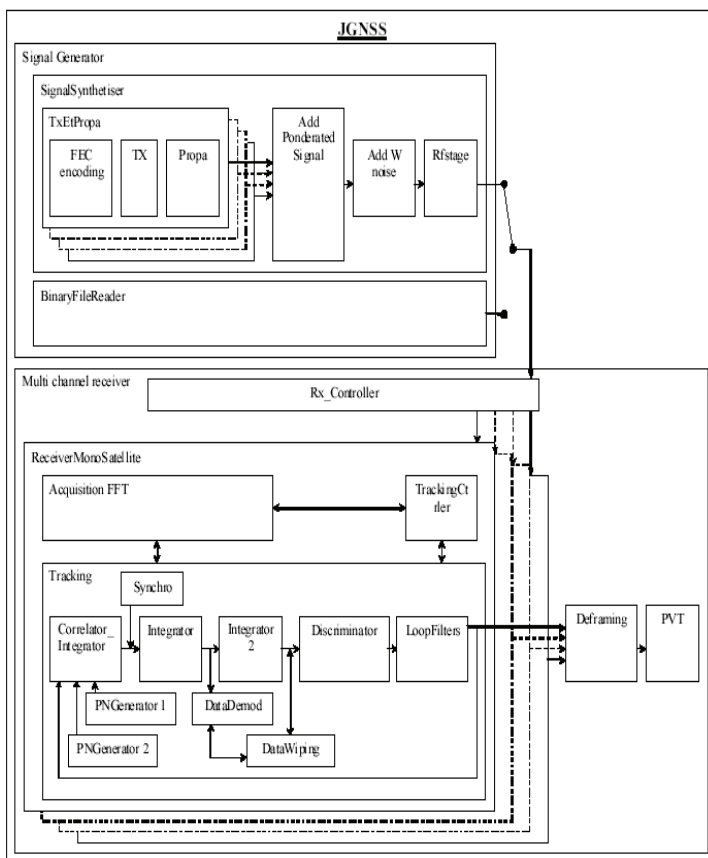 JGNSS
Signal Generator
SignalSynthetiser
TxEtPropa
FEC
encoding
TX
Propa
Add
Ponderated
Signal
Add W
noise
Rfstage
BinaryFileReader
Multi channel receiver
Rx_Controller
ReceiverMonoSatellite
Acquisition FFT
TrackingCt
rler
Tracking
Synchro
Correlator_
Integrator
Integrator
Integrator
2
Discriminator
LoopFilters
Deframing
PVT
PNGenerator 1
DataDemod
PNGenerator 2
DataWiping